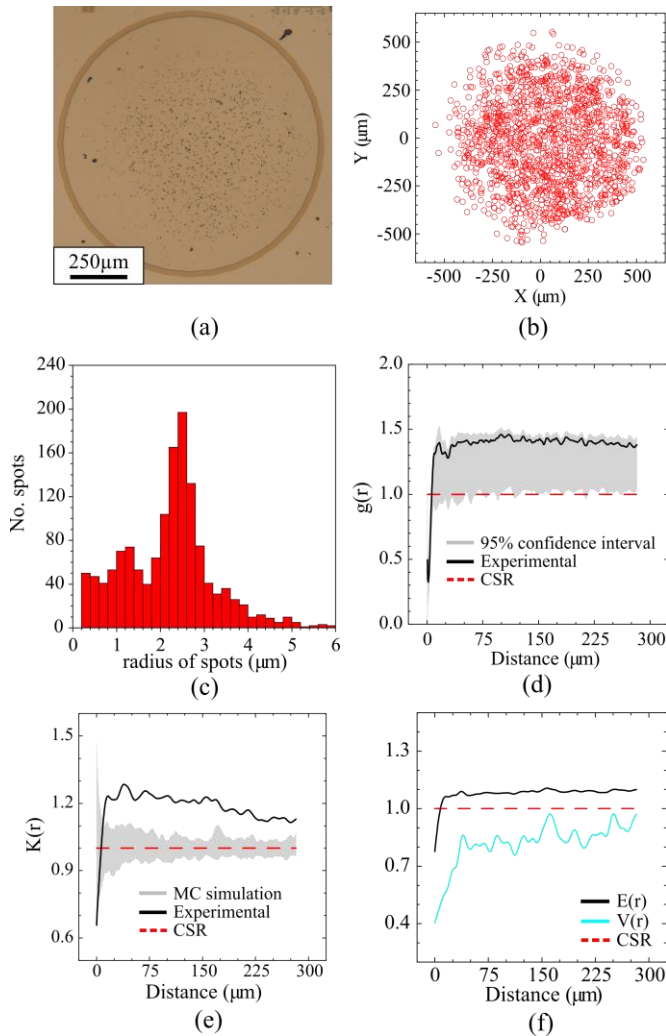 250µm
(a)
500
250
0
-250
-500
Y (µm)
-500 -250 0 250 500
X (µm)
(b)
240
200
160
120
80
40
0
No. spots
0 1 2 3 4 5 6
radius of spots (µm)
(c)
2.0
1.5
1.0
0.5
0.0
g(r)
95% confidence interval
Experimental
CSR
0 75 150 225 300
Distance (µm)
(d)
1.5
1.2
0.9
0.6
K(r)
MC simulation
Experimental
CSR
0 75 150 225 300
Distance (µm)
(e)
1.3
1.0
0.8
0.4
E(r)
V(r)
CSR
0 75 150 225 300
Distance (µm)
(f)